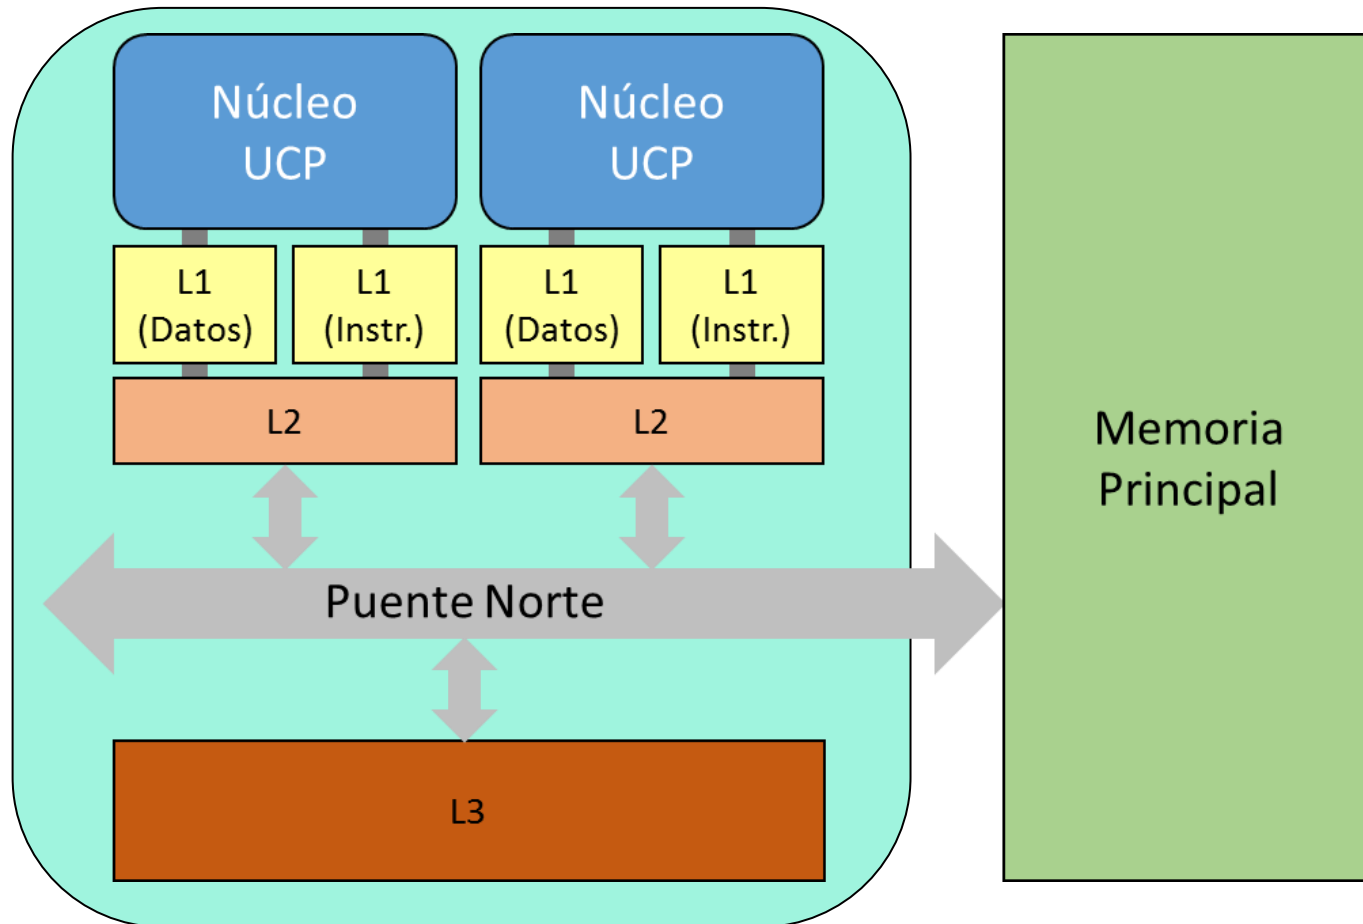 Núcleo
UCP
Núcleo
UCP
L1
(Datos)
L1
(Instr.)
L1
(Datos)
L1
(Instr.)
L2
L2
Puente Norte
L3
Memoria
Principal